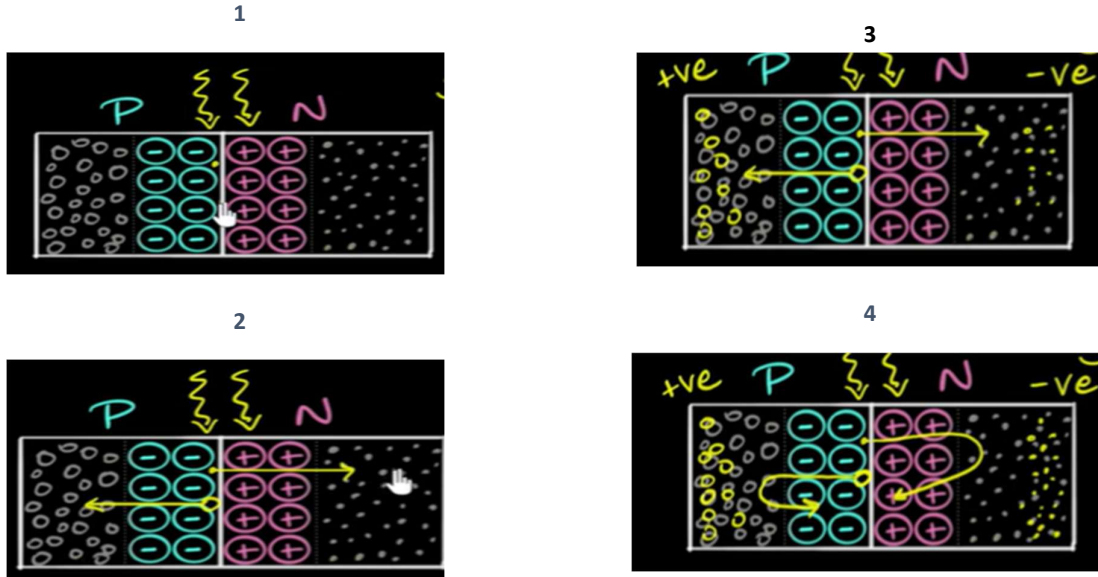 1
P N
- - + +
- - + +
- - + +
- - + +
2
P N
- - + +
- - + +
- - + +
- - + +
3
+ve P N -ve
- - + +
- - + +
- - + +
- - + +
4
+ve P N -ve
- - + +
- - + +
- - + +
- - + +